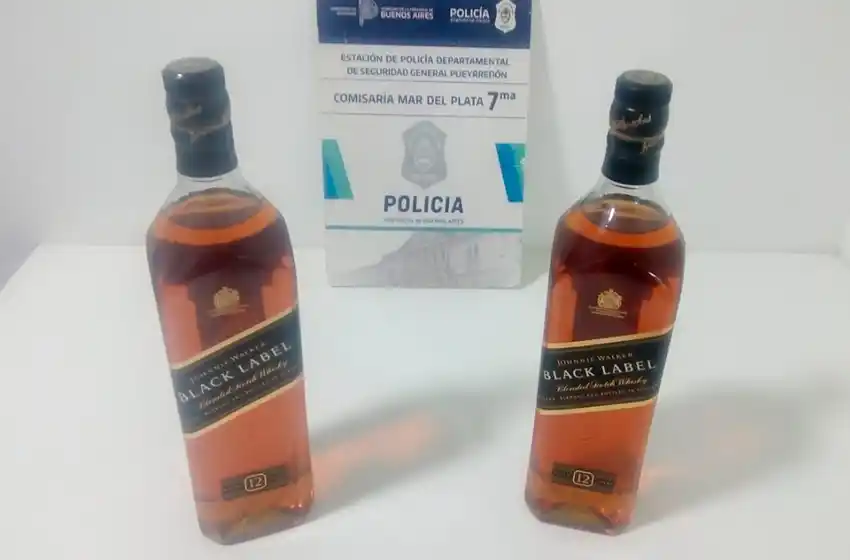 BUENOS AIRES
POLICÍA
ESTACIÓN DE POLICÍA DEPARTAMENTAL
DE SEGURIDAD GENERAL PUEYRREDÓN
COMISARÍA MAR DEL PLATA 7ma
POLICIA
JOHNNIE WALKER
BLACK LABEL
Blended Scotch Whisky
12
JOHNNIE WALKER
BLACK LABEL
Blended Scotch Whisky
12